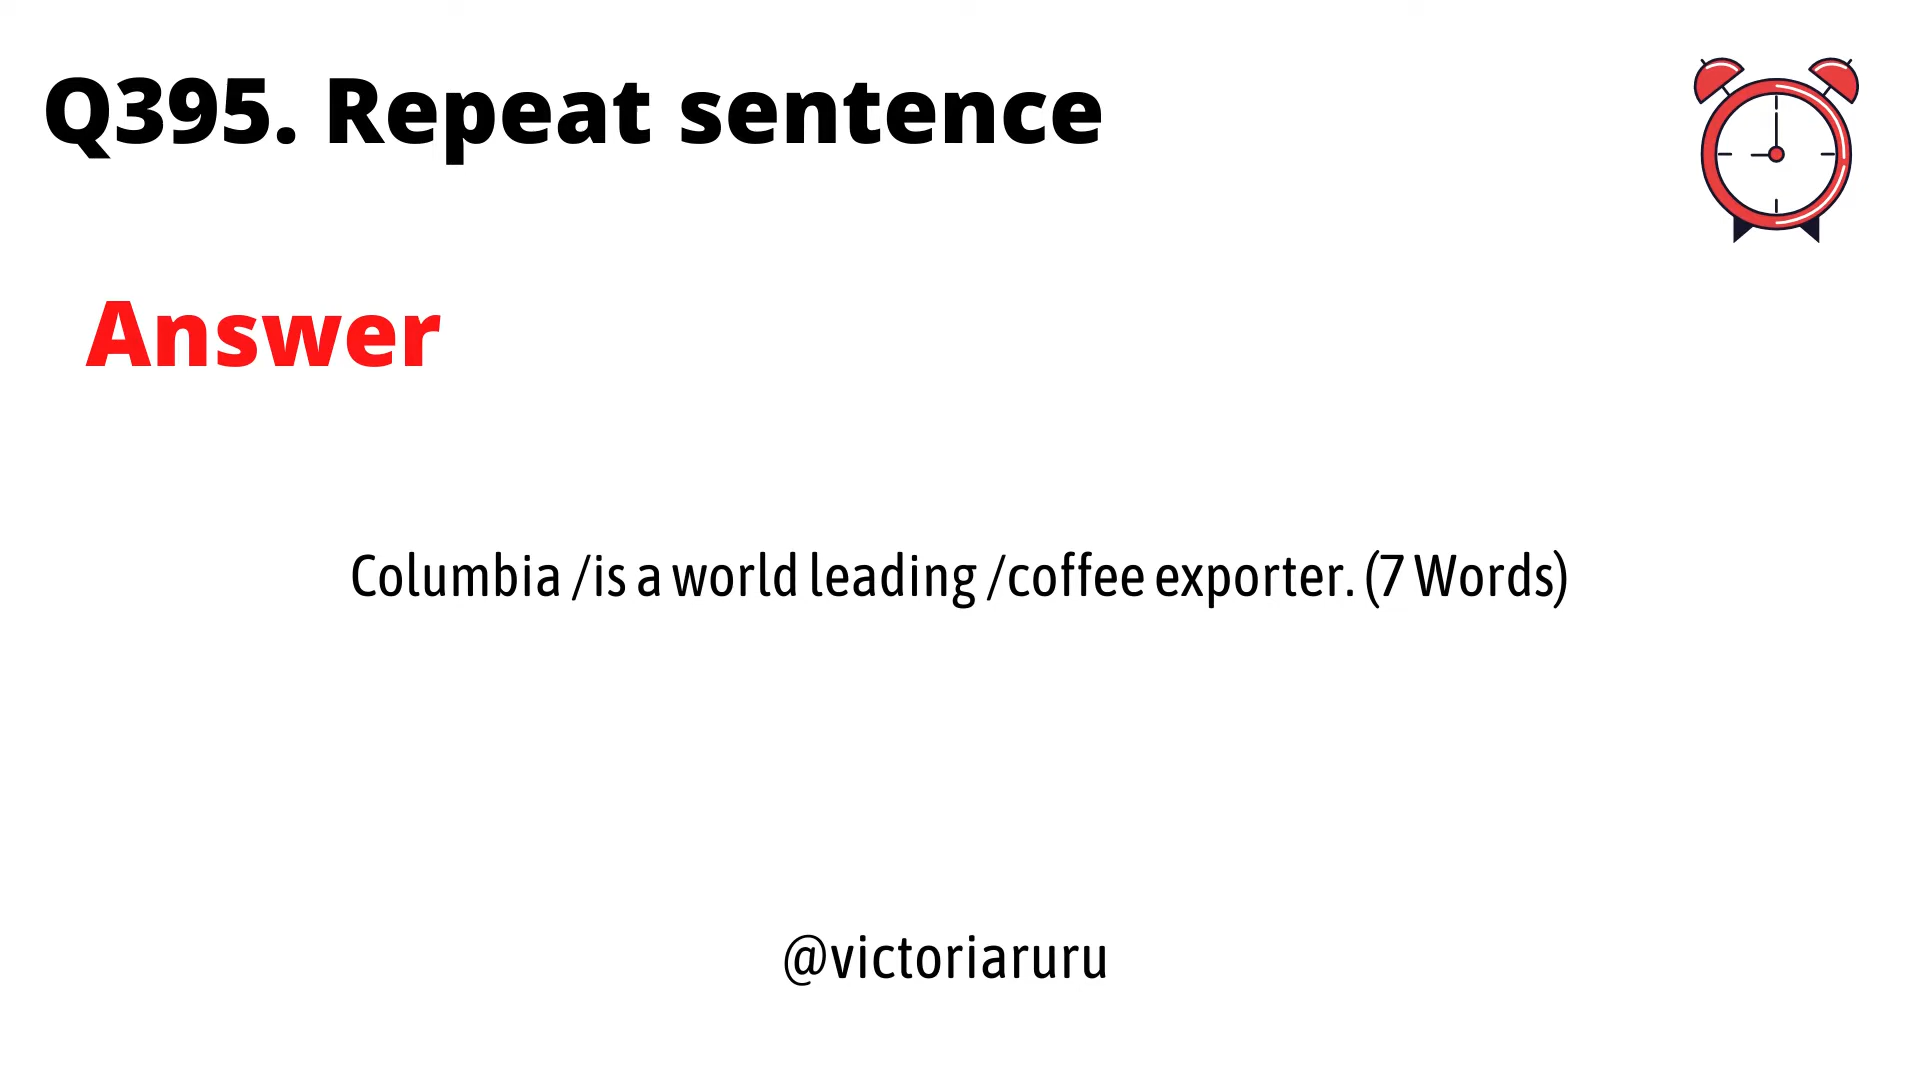 Q395. Repeat sentence
Answer
Columbia /is a world leading /coffee exporter. (7 Words)
@victoriaruru